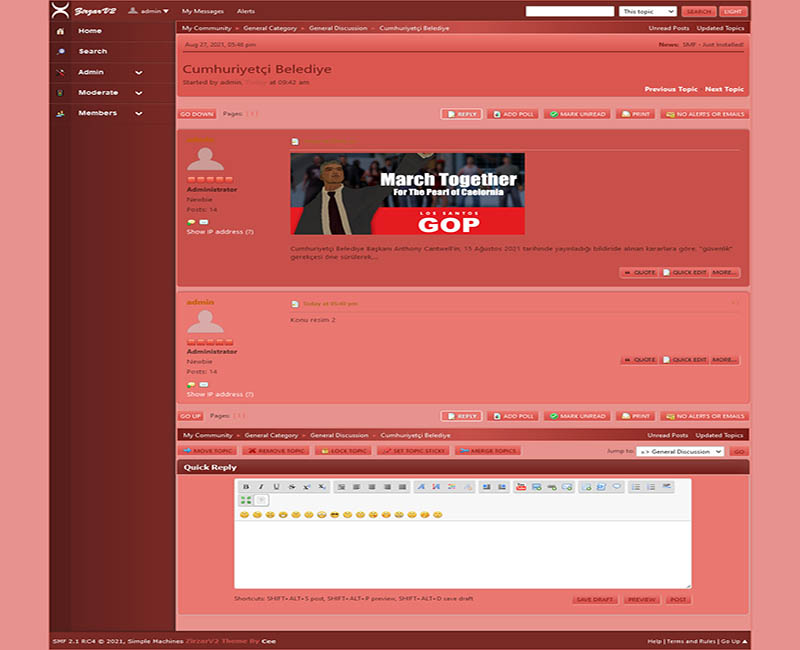 ZirzarV2 admin ▼ My Messages Alerts This topic SEARCH LIGHT
Home
Search
Admin
Moderate
Members
My Community ► General Category ► General Discussion ► Cumhuriyetçi Belediye Unread Posts Updated Topics
Aug 27, 2021, 05:46 pm News: SMF - Just Installed!
Cumhuriyetçi Belediye
Started by admin, Today at 09:42 am
Previous Topic Next Topic
GO DOWN Pages: [ 1 ] REPLY ADD POLL MARK UNREAD PRINT NO ALERTS OR EMAILS
Administrator
Newbie
Posts: 14
Show IP address (?)
March Together
For The Pearl of Caelornia
LOS SANTOS
GOP
Cumhuriyetçi Belediye Başkanı Anthony Cantwell'in; 15 Ağustos 2021 tarihinde yayınladığı bildiride alınan kararlara göre, "güvenlik"
gerekçesi öne sürülerek,...
QUOTE QUICK EDIT MORE...
admin
Today at 05:40 pm
Administrator
Newbie
Posts: 14
Show IP address (?)
Konu resim 2
QUOTE QUICK EDIT MORE...
GO UP Pages: [ 1 ] REPLY ADD POLL MARK UNREAD PRINT NO ALERTS OR EMAILS
My Community ► General Category ► General Discussion ► Cumhuriyetçi Belediye Unread Posts Updated Topics
MOVE TOPIC REMOVE TOPIC LOCK TOPIC SET TOPIC STICKY MERGE TOPICS Jump to: => General Discussion GO
Quick Reply
Shortcuts: SHIFT+ALT+S post, SHIFT+ALT+P preview, SHIFT+ALT+D save draft
SAVE DRAFT PREVIEW POST
SMF 2.1 RC4 © 2021, Simple Machines ZirzarV2 Theme By Cee Help | Terms and Rules | Go Up ▲